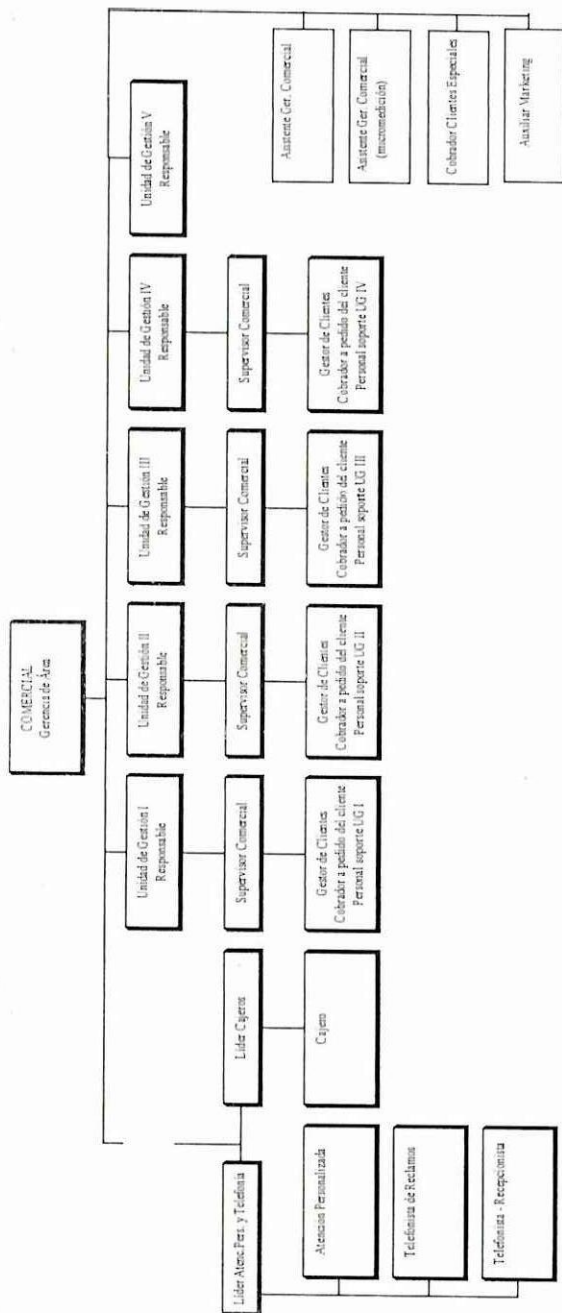 COMERCIAL
Gerencia de Área
Unidad de Gestión I
Responsable
Unidad de Gestión II
Responsable
Unidad de Gestión III
Responsable
Unidad de Gestión IV
Responsable
Unidad de Gestión V
Responsable
Líder Atenc.Pers. y Telefonía
Líder Cajeros
Supervisor Comercial
Supervisor Comercial
Supervisor Comercial
Supervisor Comercial
Atención Personalizada
Telefonista de Reclamos
Telefonista - Recepcionista
Cajero
Gestor de Clientes
Cobrador a pedido del cliente
Personal soporte UG I
Gestor de Clientes
Cobrador a pedido del cliente
Personal soporte UG II
Gestor de Clientes
Cobrador a pedido del cliente
Personal soporte UG III
Gestor de Clientes
Cobrador a pedido del cliente
Personal soporte UG IV
Asistente Ger. Comercial
Asistente Ger. Comercial
(micromedición)
Cobrador Clientes Especiales
Auxiliar Marketing